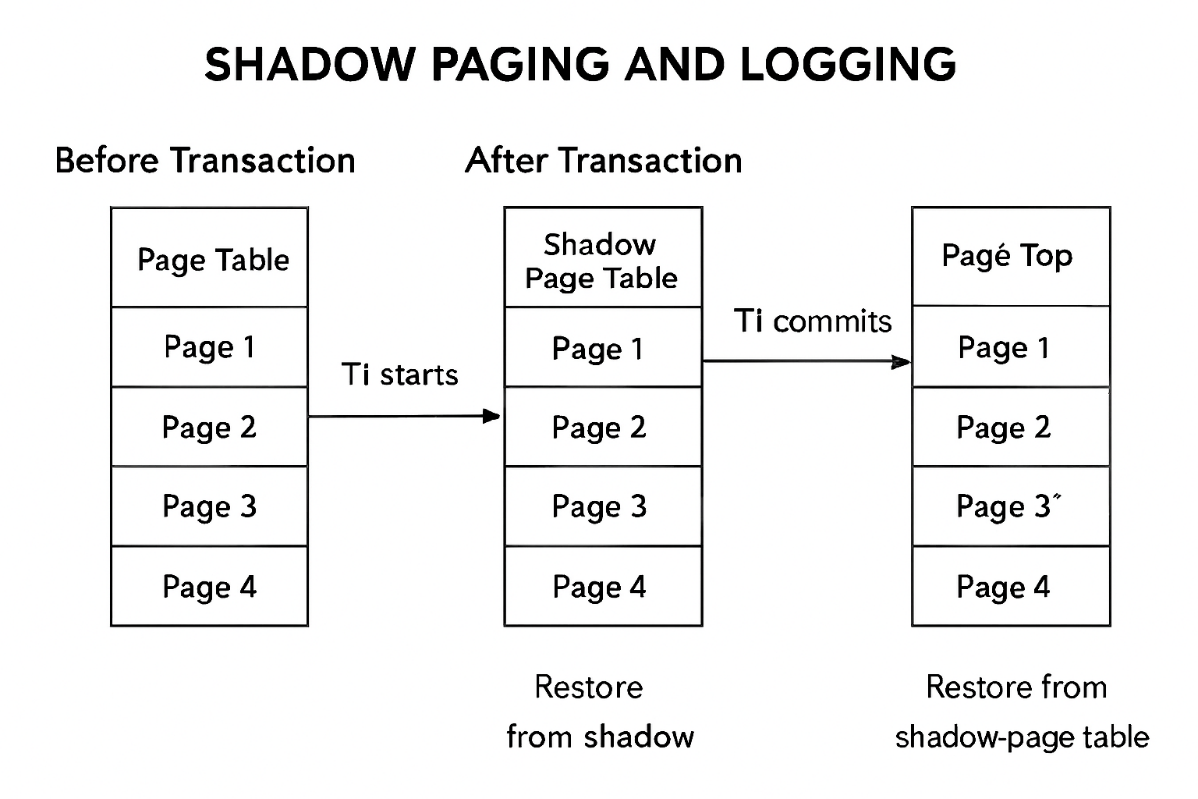 SHADOW PAGING AND LOGGING
Before Transaction
After Transaction
Page Table
Page 1
Page 2
Page 3
Page 4
Ti starts
Shadow
Page Table
Page 1
Page 2
Page 3
Page 4
Restore
from shadow
Ti commits
Pagé Top
Page 1
Page 2
Page 3˝
Page 4
Restore from
shadow-page table